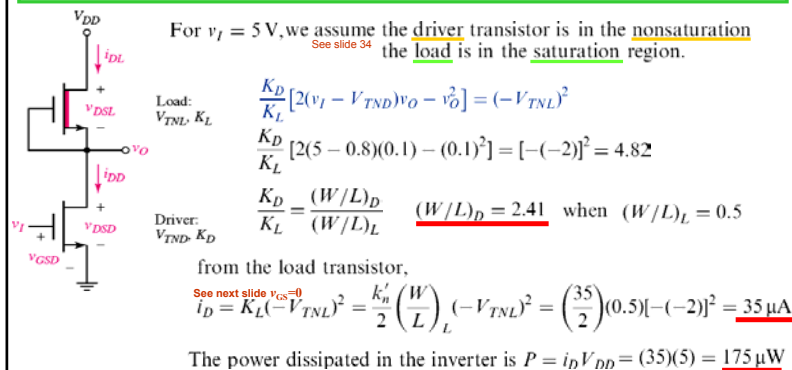 V_DD
For v_I = 5 V, we assume the driver transistor is in the nonsaturation
See slide 34
the load is in the saturation region.
i_DL
+
v_DSL
−
Load:
V_TNL, K_L
K_D/K_L [2(v_I − V_TND)v_O − v_O^2] = (−V_TNL)^2
v_O
K_D/K_L [2(5 − 0.8)(0.1) − (0.1)^2] = [−(−2)]^2 = 4.82
i_DD
+
v_DSD
−
v_I
+
v_GSD
−
Driver:
V_TND, K_D
K_D/K_L = (W/L)_D/(W/L)_L (W/L)_D = 2.41 when (W/L)_L = 0.5
from the load transistor,
See next slide v_GS=0
i_D = K_L(−V_TNL)^2 = k'_n/2 (W/L)_L (−V_TNL)^2 = (35/2)(0.5)[−(−2)]^2 = 35 μA
The power dissipated in the inverter is P = i_D V_DD = (35)(5) = 175 μW